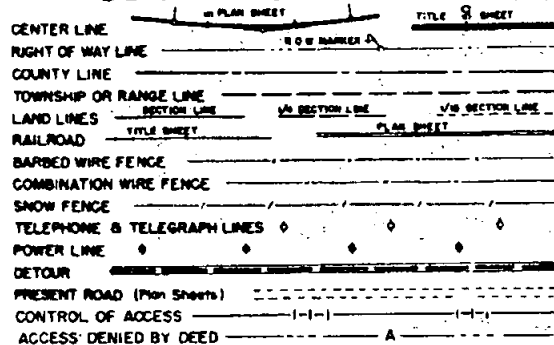 CENTER LINE   on PLAN SHEET   TITLE SHEET
RIGHT OF WAY LINE   R O W MARKER
COUNTY LINE
TOWNSHIP OR RANGE LINE
LAND LINES   SECTION LINE   1/4 SECTION LINE   1/16 SECTION LINE
RAILROAD   TITLE SHEET   PLAN SHEET
BARBED WIRE FENCE
COMBINATION WIRE FENCE
SNOW FENCE
TELEPHONE & TELEGRAPH LINES
POWER LINE
DETOUR
PRESENT ROAD (Plan Sheets)
CONTROL OF ACCESS
ACCESS DENIED BY DEED   A